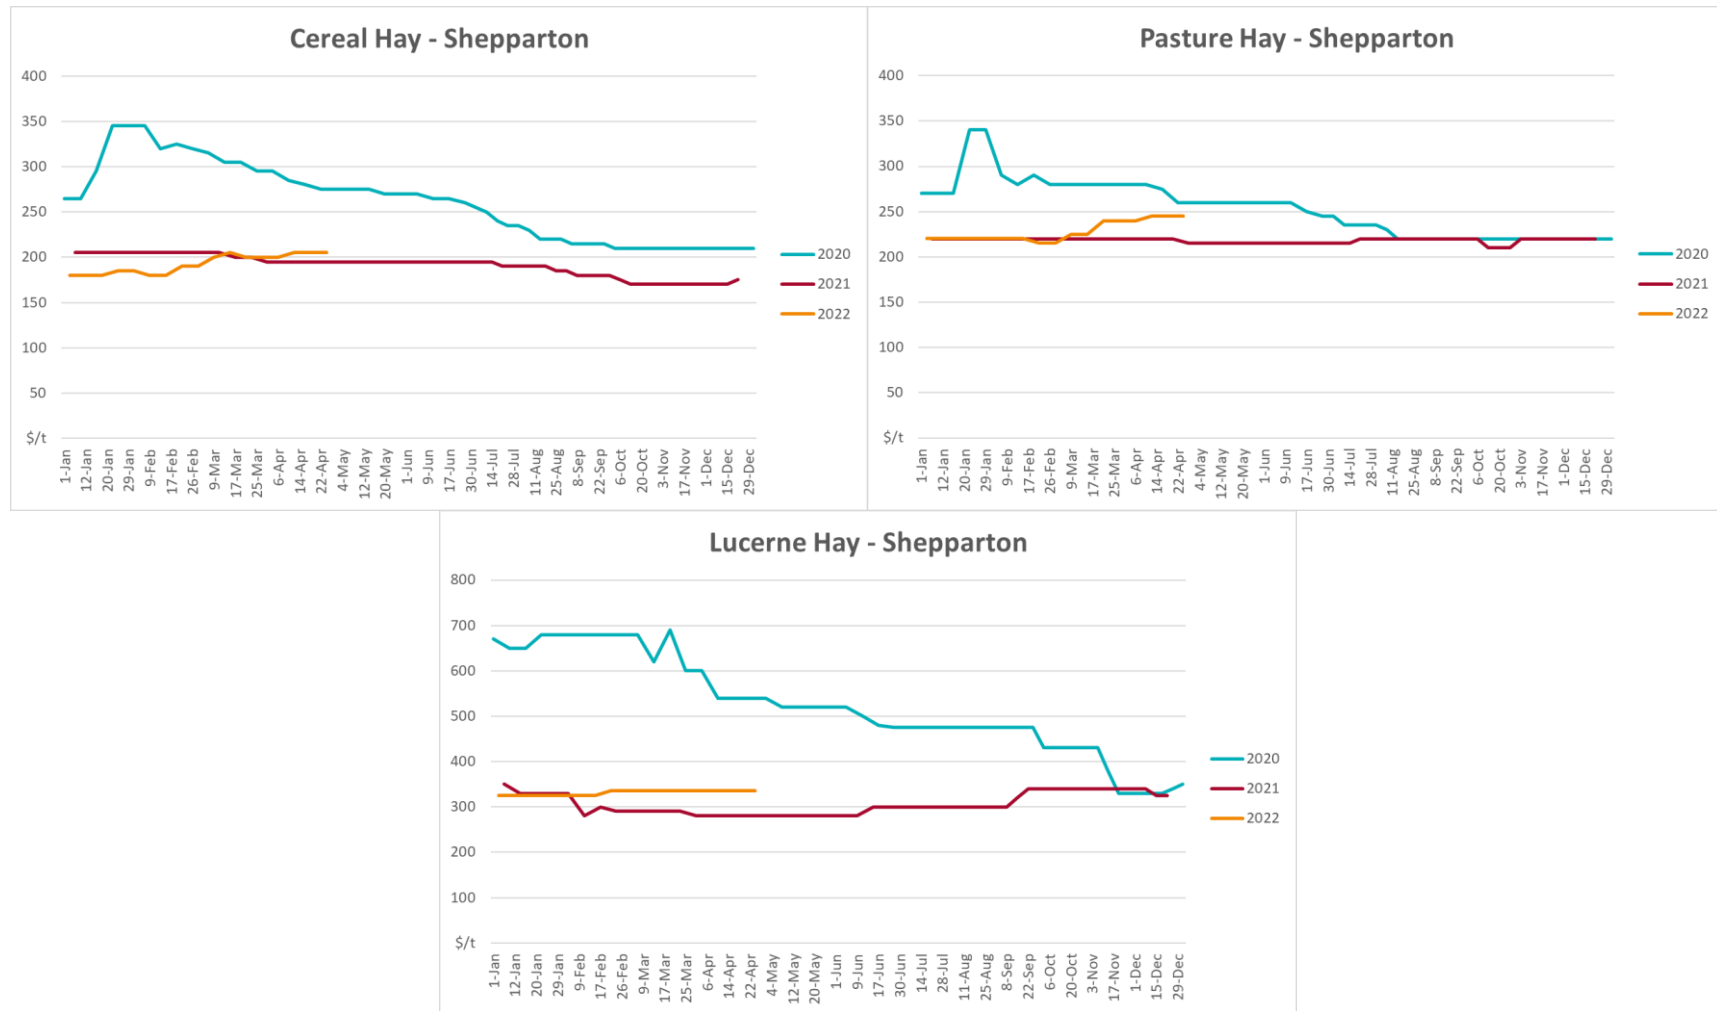 Cereal Hay - Shepparton
400
350
300
250
200
150
100
50
$/t
1-Jan
12-Jan
20-Jan
29-Jan
9-Feb
17-Feb
26-Feb
9-Mar
17-Mar
25-Mar
6-Apr
14-Apr
22-Apr
4-May
12-May
20-May
1-Jun
9-Jun
17-Jun
30-Jun
14-Jul
28-Jul
11-Aug
25-Aug
8-Sep
22-Sep
6-Oct
20-Oct
3-Nov
17-Nov
1-Dec
15-Dec
29-Dec
2020
2021
2022
Pasture Hay - Shepparton
400
350
300
250
200
150
100
50
$/t
1-Jan
12-Jan
20-Jan
29-Jan
9-Feb
17-Feb
26-Feb
9-Mar
17-Mar
25-Mar
6-Apr
14-Apr
22-Apr
4-May
12-May
20-May
1-Jun
9-Jun
17-Jun
30-Jun
14-Jul
28-Jul
11-Aug
25-Aug
8-Sep
22-Sep
6-Oct
20-Oct
3-Nov
17-Nov
1-Dec
15-Dec
29-Dec
2020
2021
2022
Lucerne Hay - Shepparton
800
700
600
500
400
300
200
100
$/t
1-Jan
12-Jan
20-Jan
29-Jan
9-Feb
17-Feb
26-Feb
9-Mar
17-Mar
25-Mar
6-Apr
14-Apr
22-Apr
4-May
12-May
20-May
1-Jun
9-Jun
17-Jun
30-Jun
14-Jul
28-Jul
11-Aug
25-Aug
8-Sep
22-Sep
6-Oct
20-Oct
3-Nov
17-Nov
1-Dec
15-Dec
29-Dec
2020
2021
2022